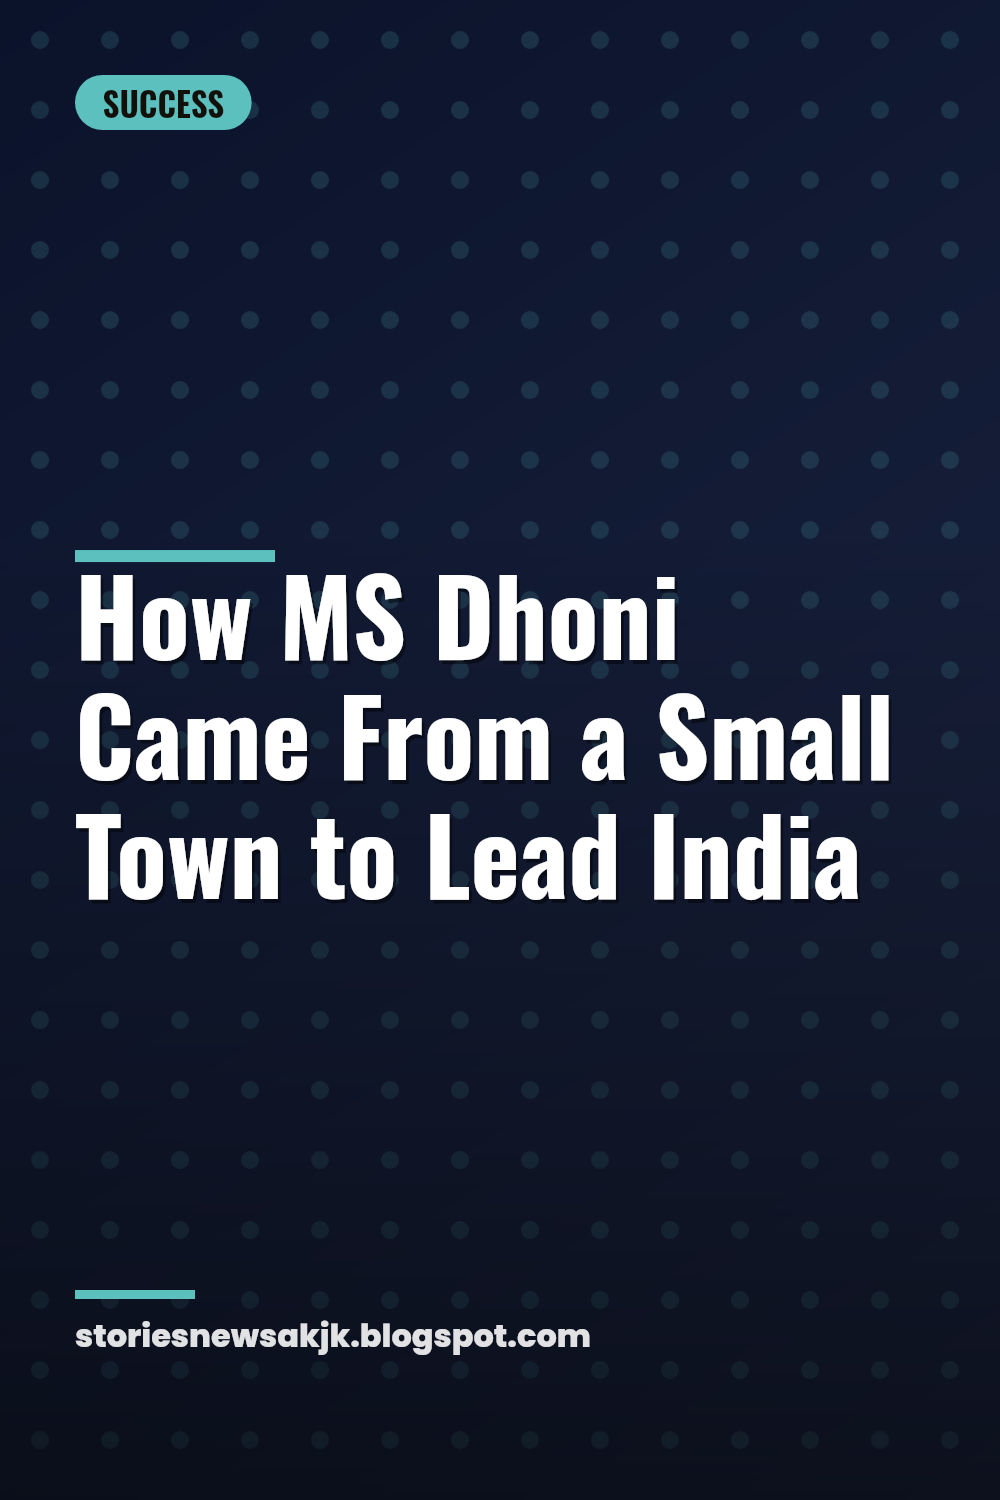 SUCCESS
How MS Dhoni
Came From a Small
Town to Lead India
storiesnewsakjk.blogspot.com